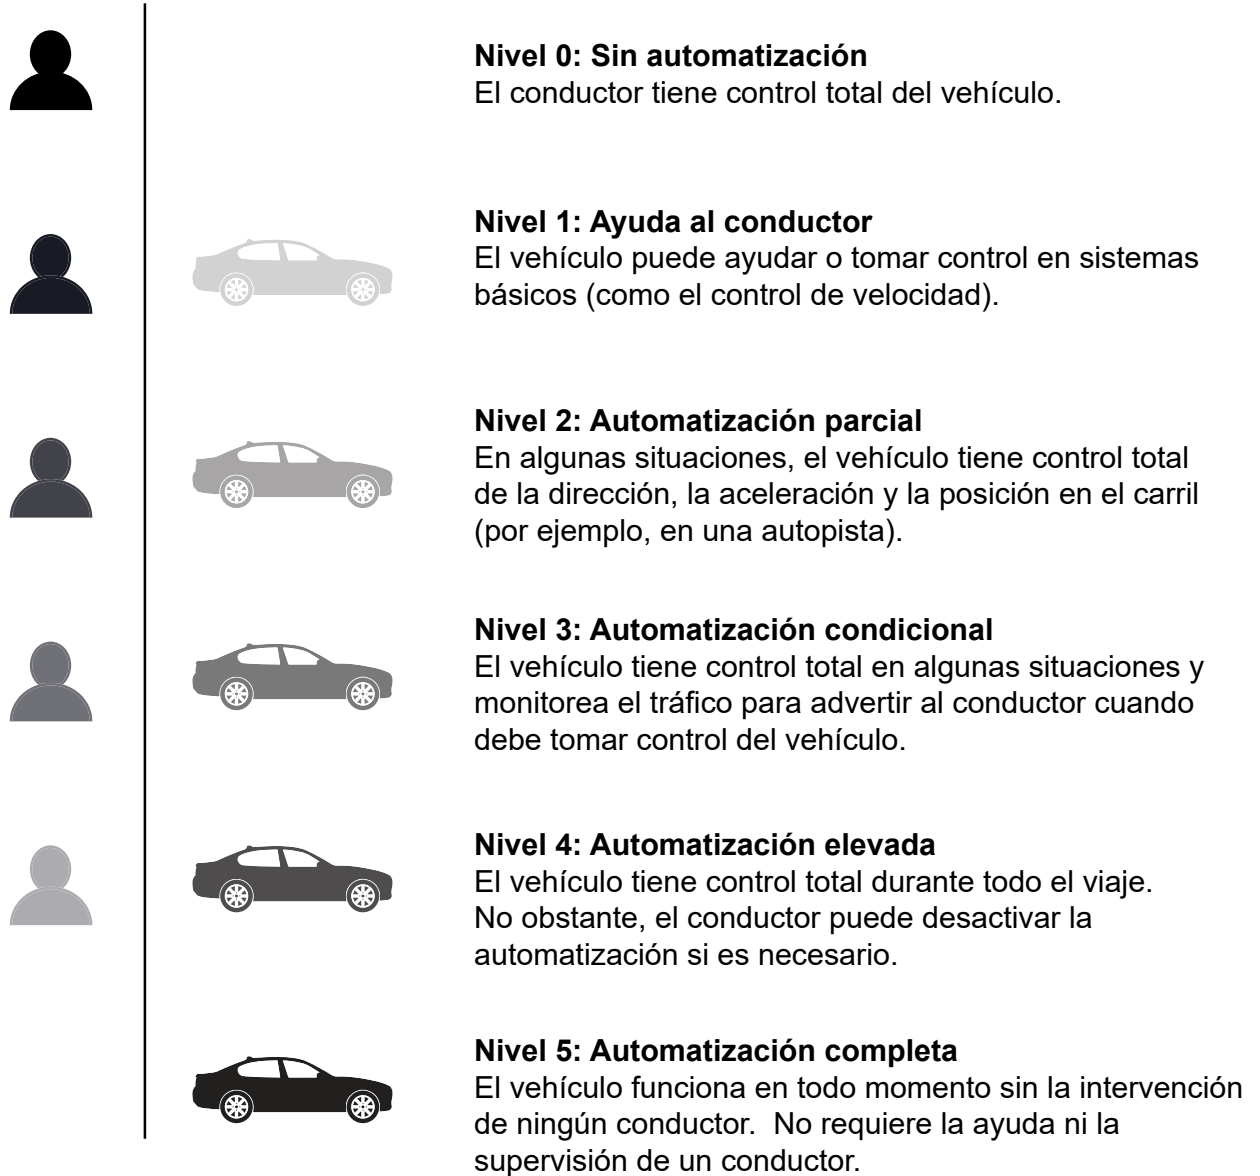 Nivel 0: Sin automatización
El conductor tiene control total del vehículo.
Nivel 1: Ayuda al conductor
El vehículo puede ayudar o tomar control en sistemas
básicos (como el control de velocidad).
Nivel 2: Automatización parcial
En algunas situaciones, el vehículo tiene control total
de la dirección, la aceleración y la posición en el carril
(por ejemplo, en una autopista).
Nivel 3: Automatización condicional
El vehículo tiene control total en algunas situaciones y
monitorea el tráfico para advertir al conductor cuando
debe tomar control del vehículo.
Nivel 4: Automatización elevada
El vehículo tiene control total durante todo el viaje.
No obstante, el conductor puede desactivar la
automatización si es necesario.
Nivel 5: Automatización completa
El vehículo funciona en todo momento sin la intervención
de ningún conductor.  No requiere la ayuda ni la
supervisión de un conductor.